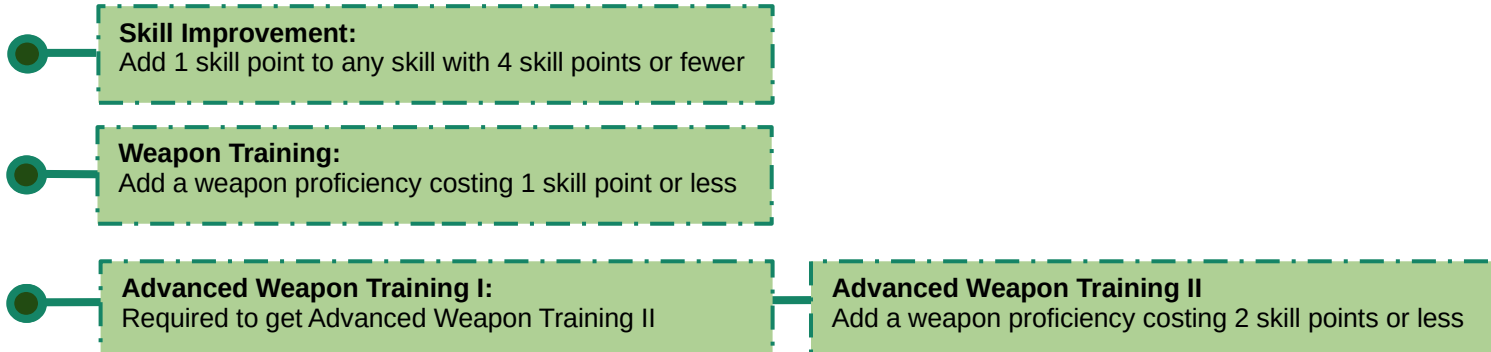 Skill Improvement:
Add 1 skill point to any skill with 4 skill points or fewer
Weapon Training:
Add a weapon proficiency costing 1 skill point or less
Advanced Weapon Training I:
Required to get Advanced Weapon Training II
Advanced Weapon Training II
Add a weapon proficiency costing 2 skill points or less